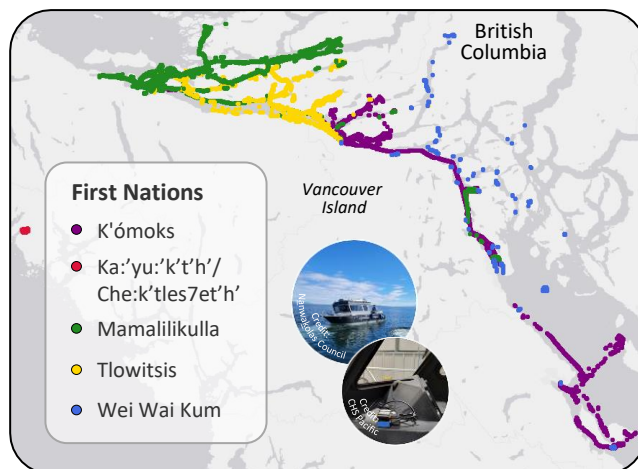 British
Columbia
Vancouver
Island
First Nations
K'ómoks
Ka:’yu:’k’t’h’/
Che:k’tles7et’h’
Mamalilikulla
Tlowitsis
Wei Wai Kum
Credit:
Nanwakolas Council
Credit:
CHS Pacific